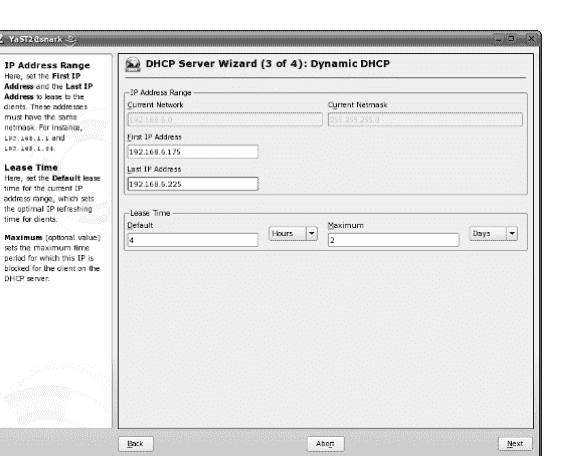 YaST2@snark
IP Address Range
Here, set the First IP
Address and the Last IP
Address to lease to the
clients. These addresses
must have the same
netmask. For instance,
192.168.1.1 and
192.168.1.64.
Lease Time
Here, set the Default lease
time for the current IP
address range, which sets
the optimal IP refreshing
time for clients.
Maximum (optional value)
sets the maximum time
period for which this IP is
blocked for the client on the
DHCP server.
DHCP Server Wizard (3 of 4): Dynamic DHCP
IP Address Range
Current Network
Current Netmask
192.168.6.0
255.255.255.0
First IP Address
192.168.6.175
Last IP Address
192.168.6.225
Lease Time
Default
4
Hours
Maximum
2
Days
Back
Abort
Next